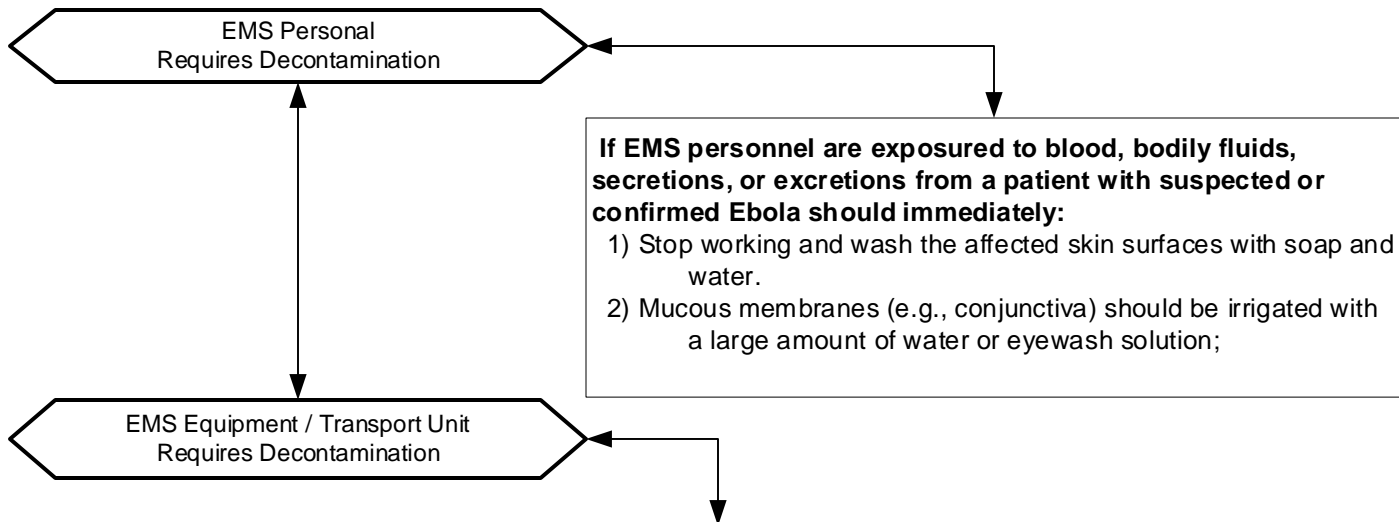 EMS Personal
Requires Decontamination
If EMS personnel are exposured to blood, bodily fluids,
secretions, or excretions from a patient with suspected or
confirmed Ebola should immediately:
1) Stop working and wash the affected skin surfaces with soap and
water.
2) Mucous membranes (e.g., conjunctiva) should be irrigated with
a large amount of water or eyewash solution;
EMS Equipment / Transport Unit
Requires Decontamination